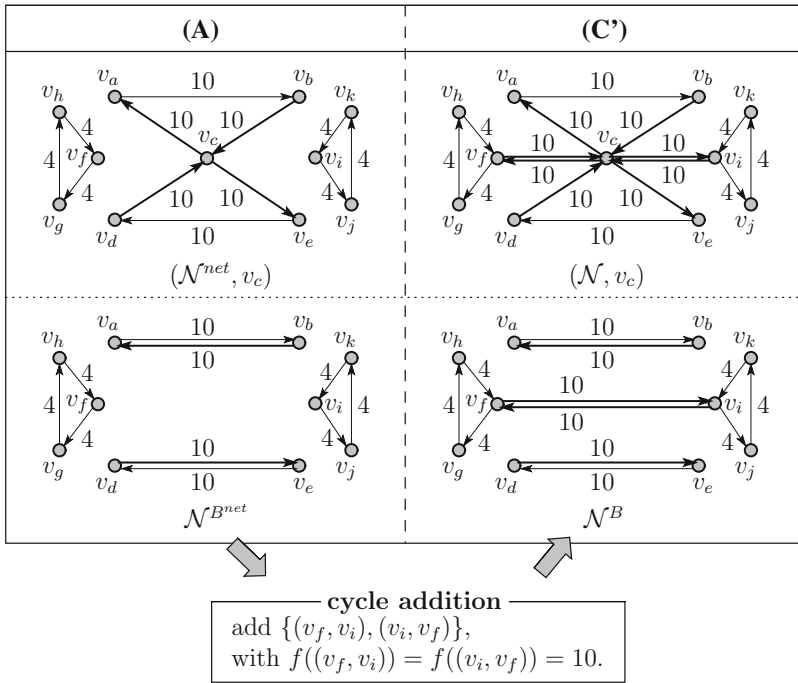 (A) (C')
v_a 10 v_b
v_h v_k
4 10 v_c 10 4
4 v_f v_i 4
4 10 10 4
v_g v_j
v_d 10 v_e
(𝒩^{net}, v_c)
v_a 10 v_b
v_h v_k
4 10 v_c 10 4
4 v_f 10 10 v_i 4
10 10
4 10 10 4
v_g v_j
v_d 10 v_e
(𝒩, v_c)
v_a 10 v_b
v_h 10 v_k
4 4
4 v_f v_i 4
4 4
v_g 10 v_j
v_d 10 v_e
𝒩^{B^{net}}
v_a 10 v_b
v_h 10 v_k
4 10 4
4 v_f v_i 4
4 10 4
v_g 10 v_j
v_d 10 v_e
𝒩^B
cycle addition
add {(v_f, v_i), (v_i, v_f)},
with f((v_f, v_i)) = f((v_i, v_f)) = 10.